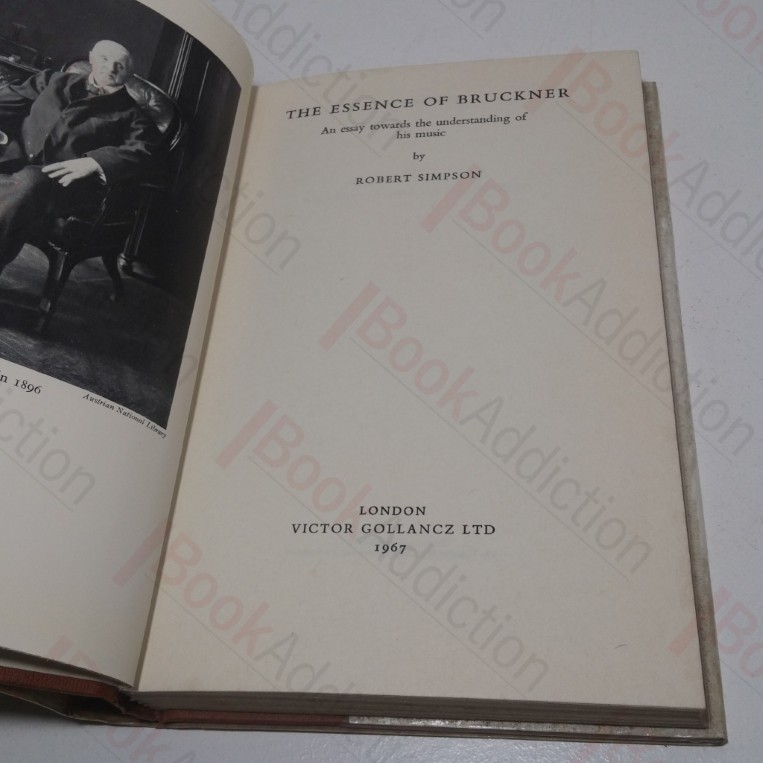 n 1896
Austrian National Library
THE ESSENCE OF BRUCKNER
An essay towards the understanding of
his music
by
ROBERT SIMPSON
LONDON
VICTOR GOLLANCZ LTD
1967
BookAddiction